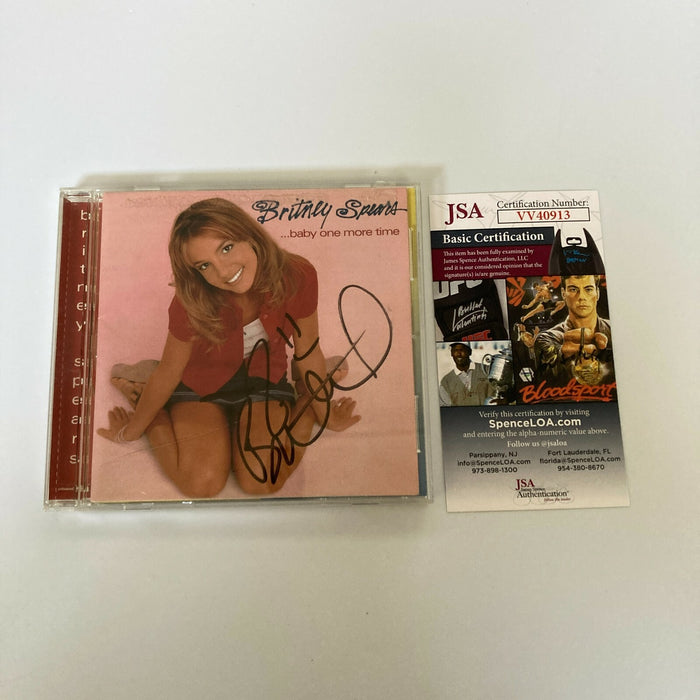 Britney Spears
...baby one more time
b
r
i
t
n
e
y'
s
JSA
Certification Number:
VV40913
Basic Certification
This item has been fully examined by
James Spence Authentication, LLC
and it is our considered opinion that the
signature(s) is/are genuine.
UFC
Bloodsport
Verify this certification by visiting
SpenceLOA.com
and entering the alpha-numeric value above.
Follow us @jsaloa
Parsippany, NJ
info@SpenceLOA.com
973-898-1300
Fort Lauderdale, FL
florida@SpenceLOA.com
954-380-8670
JSA
James Spence
Authentication